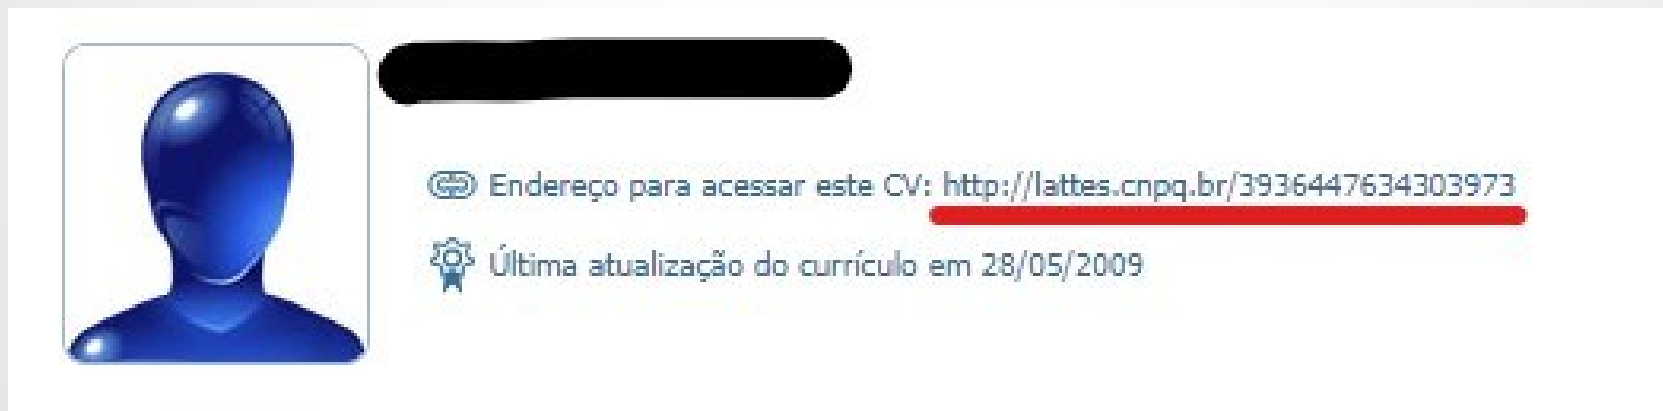 Endereço para acessar este CV: http://lattes.cnpq.br/3936447634303973
Última atualização do currículo em 28/05/2009